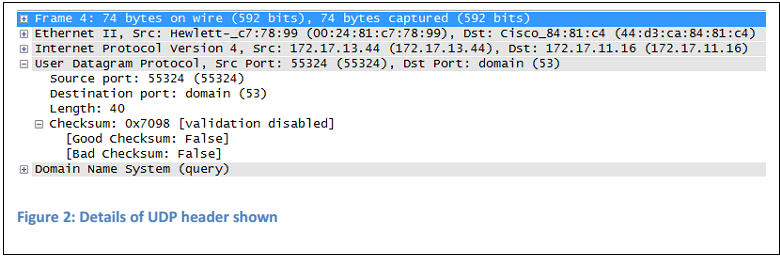 Frame 4: 74 bytes on wire (592 bits), 74 bytes captured (592 bits)
Ethernet II, Src: Hewlett-_c7:78:99 (00:24:81:c7:78:99), Dst: Cisco_84:81:c4 (44:d3:ca:84:81:c4)
Internet Protocol Version 4, Src: 172.17.13.44 (172.17.13.44), Dst: 172.17.11.16 (172.17.11.16)
User Datagram Protocol, Src Port: 55324 (55324), Dst Port: domain (53)
Source port: 55324 (55324)
Destination port: domain (53)
Length: 40
Checksum: 0x7098 [validation disabled]
[Good Checksum: False]
[Bad Checksum: False]
Domain Name System (query)
Figure 2: Details of UDP header shown